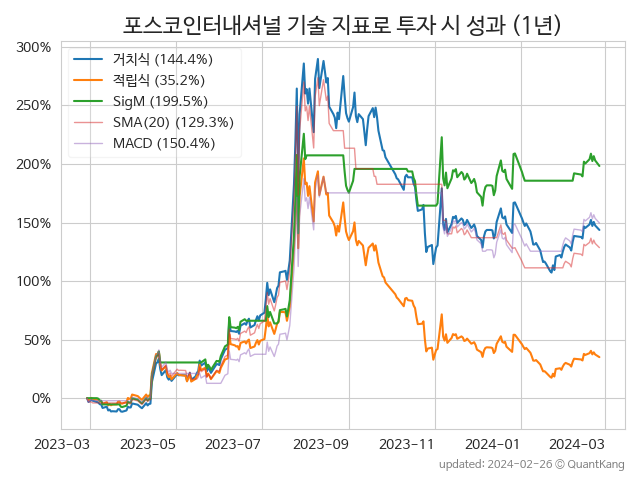 포스코인터내셔널 기술 지표로 투자 시 성과 (1년)
300%
250%
200%
150%
100%
50%
0%
거치식 (144.4%)
적립식 (35.2%)
SigM (199.5%)
SMA(20) (129.3%)
MACD (150.4%)
2023-03
2023-05
2023-07
2023-09
2023-11
2024-01
2024-03
updated: 2024-02-26 © QuantKang